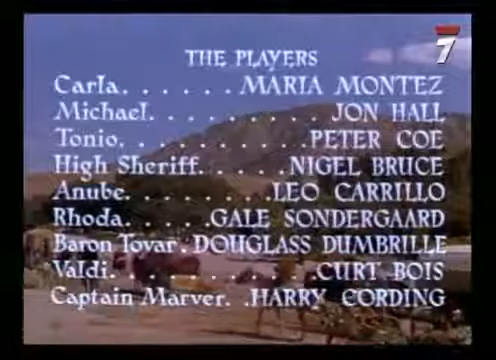 7
THE PLAYERS
Carla. . . . . . MARIA MONTEZ
Michael. . . . . . . . . JON HALL
Tonio. . . . . . . . . . PETER COE
High Sheriff. . . . . NIGEL BRUCE
Anube. . . . . . . .LEO CARRILLO
Rhoda. . . . .GALE SONDERGAARD
Baron Tovar . DOUGLASS DUMBRILLE
Valdi. . . . . . . . . . .CURT BOIS
Captain Marver. .HARRY CORDING